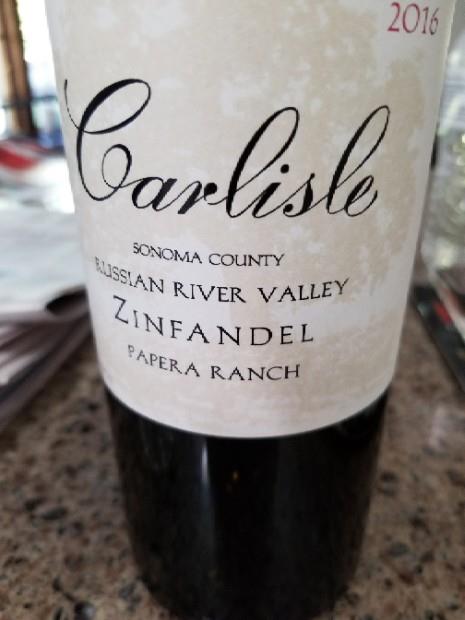 2016
Carlisle
SONOMA COUNTY
RUSSIAN RIVER VALLEY
ZINFANDEL
PAPERA RANCH